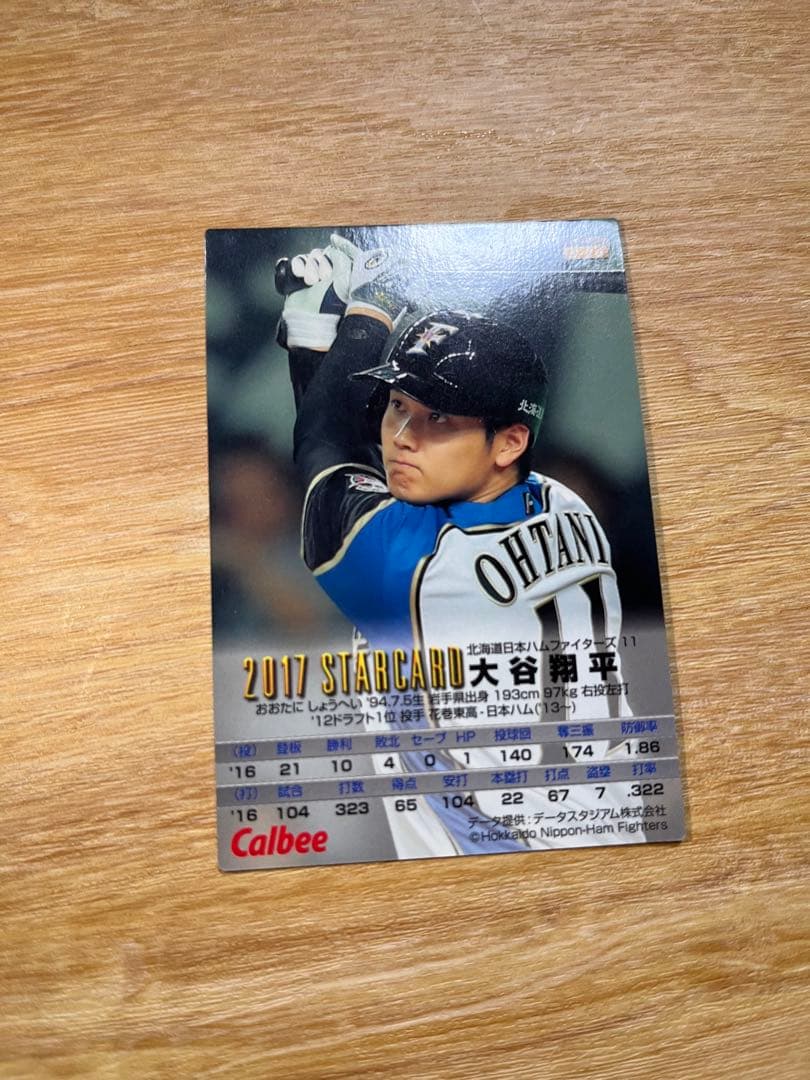 北海道
OHTANI
11
北海道日本ハムファイターズ 11
2017 STARCARD 大谷翔平
おおたに しょうへい '94.7.5生 岩手県出身 193cm 97kg 右投左打
'12ドラフト1位 投手 花巻東高-日本ハム('13〜)
(投) 登板 勝利 敗北 セーブ HP 投球回 奪三振 防御率
'16 21 10 4 0 1 140 174 1.86
(打) 試合 打数 得点 安打 本塁打 打点 盗塁 打率
'16 104 323 65 104 22 67 7 .322
データ提供:データスタジアム株式会社
Calbee ©Hokkaido Nippon-Ham Fighters